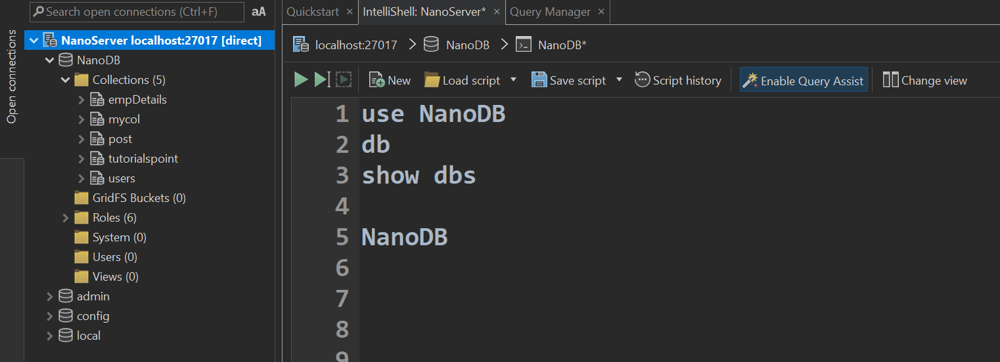 Search open connections (Ctrl+F) aA
Open connections
NanoServer localhost:27017 [direct]
NanoDB
Collections (5)
empDetails
mycol
post
tutorialspoint
users
GridFS Buckets (0)
Roles (6)
System (0)
Users (0)
Views (0)
admin
config
local
Quickstart × IntelliShell: NanoServer* × Query Manager ×
localhost:27017 > NanoDB > NanoDB*
New Load script Save script Script history Enable Query Assist Change view
1 use NanoDB
2 db
3 show dbs
4
5 NanoDB
6
7
8
9